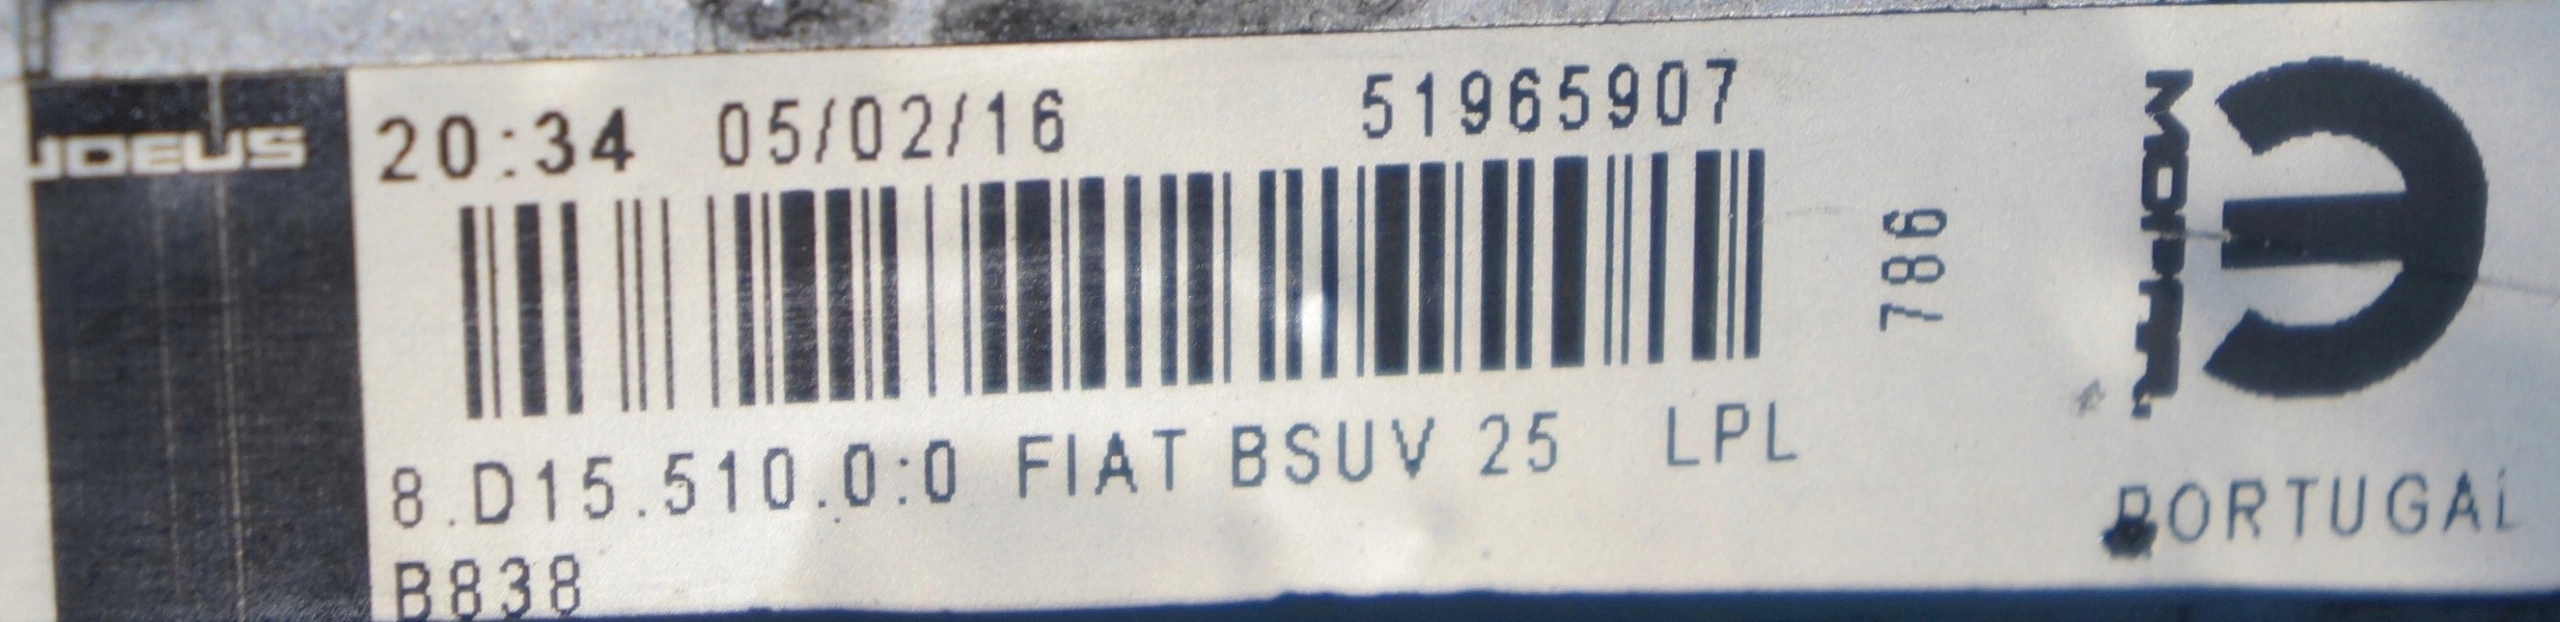 JDEUS
20:34 05/02/16 51965907
8.D15.510.0:0 FIAT BSUV 25 LPL
B838
786
MOPAR
PORTUGAL